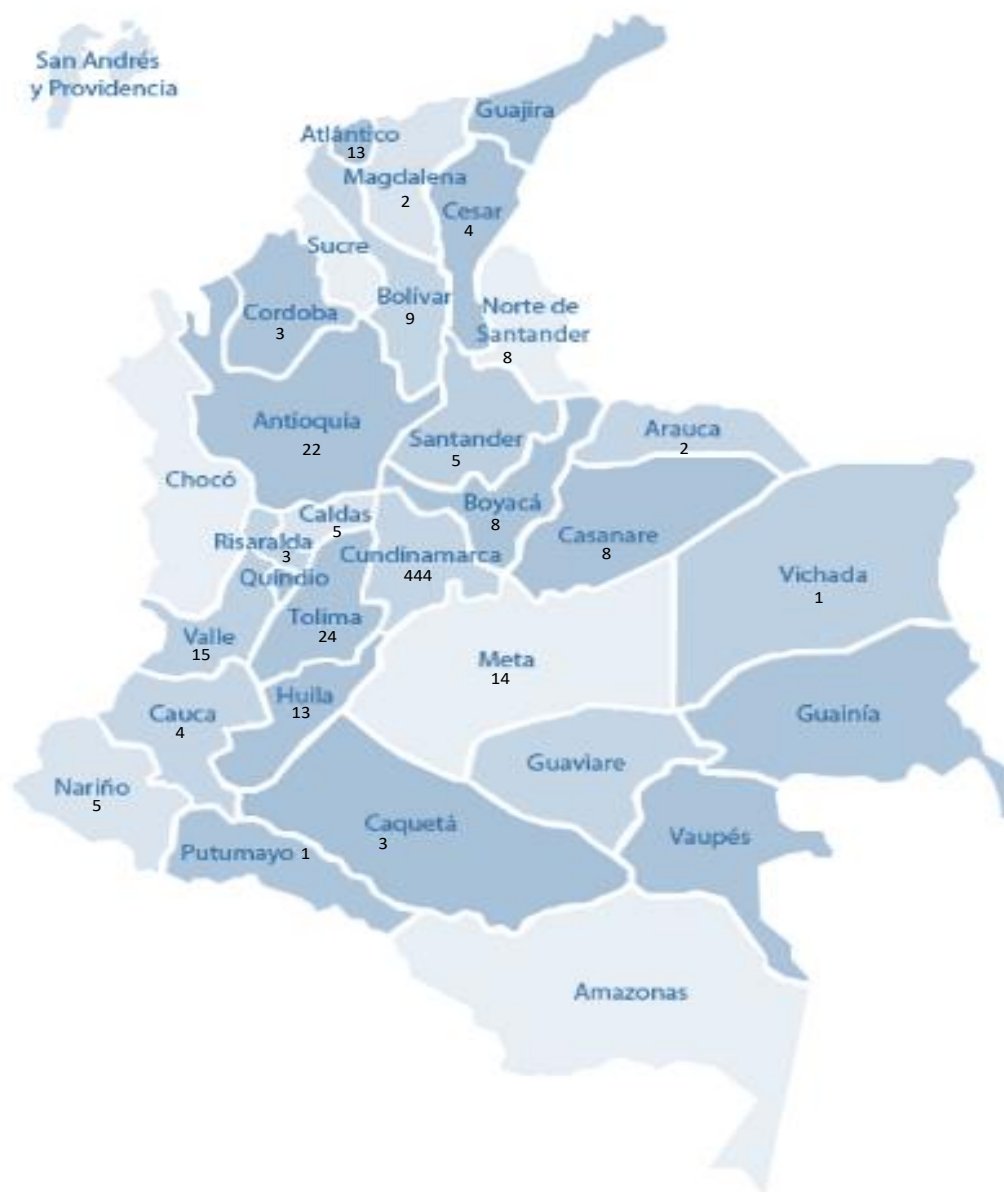 San Andrés
y Providencia
Guajira
Atlántico
13
Magdalena
2
Cesar
4
Sucre
Bolívar
9
Cordoba
3
Norte de
Santander
8
Antioquia
22
Santander
5
Arauca
2
Chocó
Caldas
5
Boyacá
8
Casanare
8
Risaralda
3
Cundinamarca
444
Quindio
Vichada
1
Tolima
24
Valle
15
Meta
14
Huila
13
Cauca
4
Guainía
Guaviare
Nariño
5
Caquetá
3
Vaupés
Putumayo 1
Amazonas